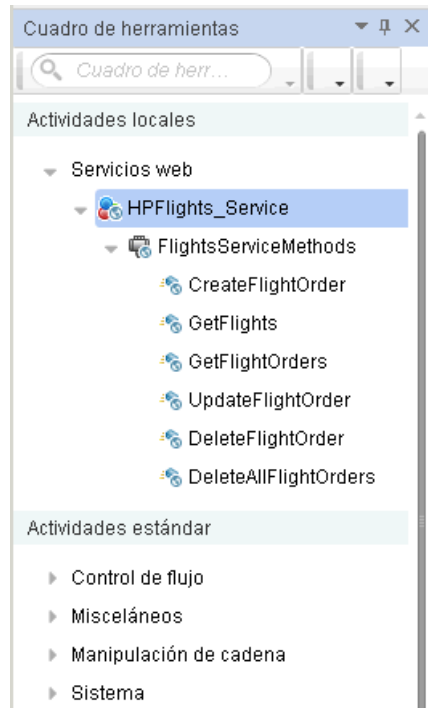 Cuadro de herramientas
Cuadro de herr...
Actividades locales
Servicios web
HPFlights_Service
FlightsServiceMethods
CreateFlightOrder
GetFlights
GetFlightOrders
UpdateFlightOrder
DeleteFlightOrder
DeleteAllFlightOrders
Actividades estándar
Control de flujo
Misceláneos
Manipulación de cadena
Sistema